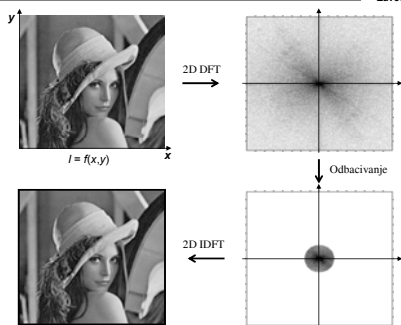 y
2D DFT
x
I = f(x,y)
Odbacivanje
2D IDFT